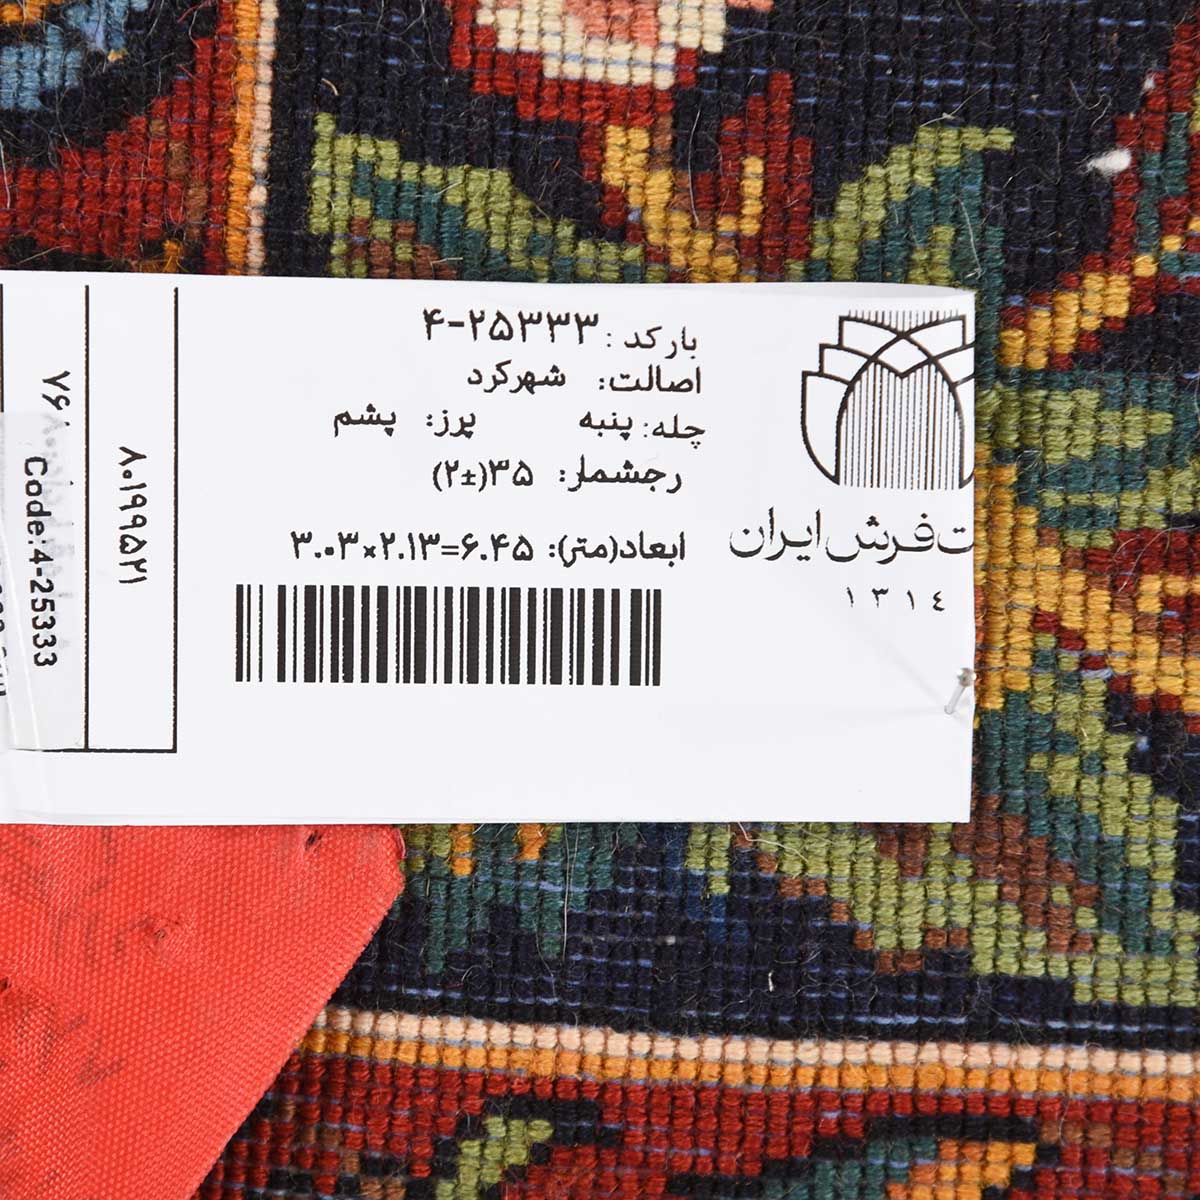 بارکد: ۴-۲۵۳۳۳
اصالت: شهرکرد
چله: پنبه پرز: پشم
رجشمار: ۳۵(±۲)
ابعاد(متر): ۳.۰۳×۲.۱۳=۶.۴۵
ت فرش ایران
۱۳۱٤
۸۰۱۹۹۵۲۱
Code:4-25333